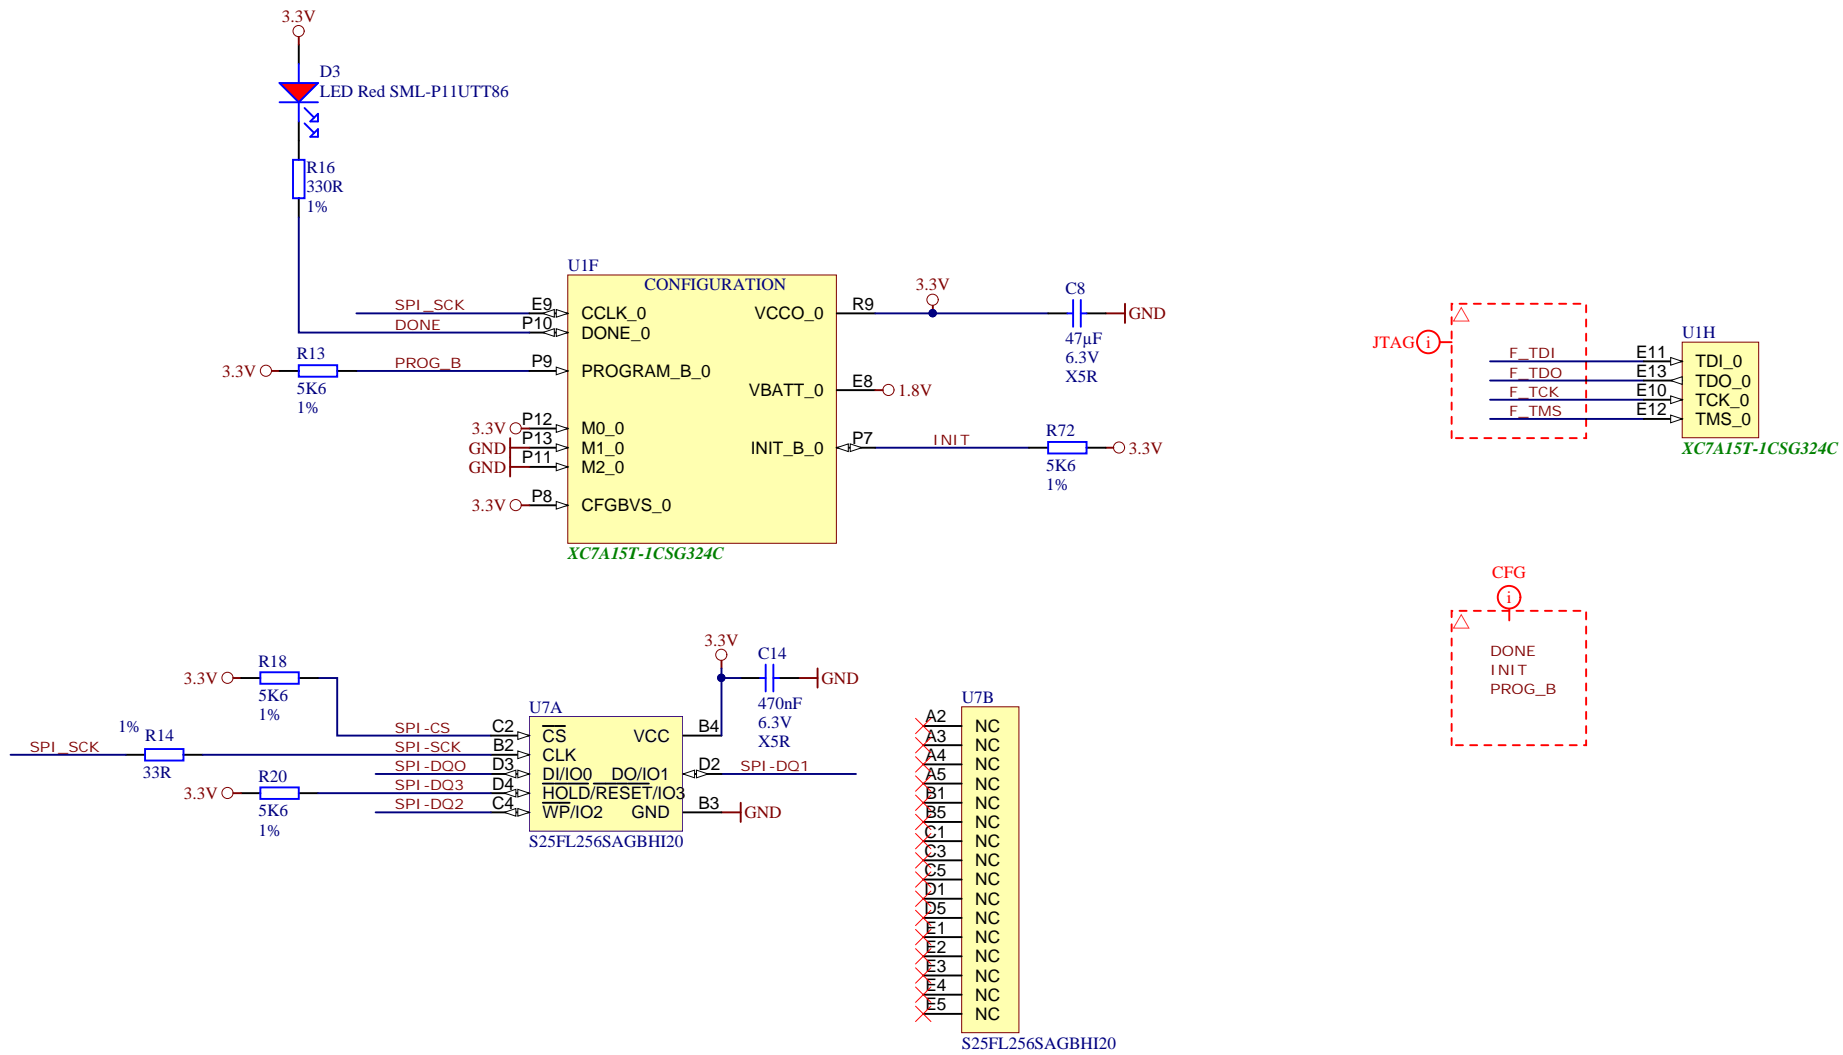 3.3V
D3
LED Red SML-P11UTT86
R16
330R
1%
U1F
CONFIGURATION
SPI_SCK E9 CCLK_0
DONE P10 DONE_0
3.3V R13 PROG_B P9 PROGRAM_B_0
5K6
1%
3.3V P12 M0_0
GND P13 M1_0
GND P11 M2_0
3.3V P8 CFGBVS_0
VCCO_0 R9 3.3V
C8 GND
47µF
6.3V
X5R
VBATT_0 E8 1.8V
INIT_B_0 P7 INIT R72 3.3V
5K6
1%
XC7A15T-1CSG324C
JTAG i
U1H
F_TDI E11 TDI_0
F_TDO E13 TDO_0
F_TCK E10 TCK_0
F_TMS E12 TMS_0
XC7A15T-1CSG324C
CFG
i
DONE
INIT
PROG_B
R18
3.3V
5K6
1%
1%
SPI_SCK R14
33R
R20
3.3V
5K6
1%
U7A
SPI-CS C2 CS
SPI-SCK B2 CLK
SPI-DQ0 D3 DI/IO0
SPI-DQ3 D4 HOLD/RESET/IO3
SPI-DQ2 C4 WP/IO2
VCC B4
DO/IO1 D2 SPI-DQ1
GND B3 GND
S25FL256SAGBHI20
3.3V
C14 GND
470nF
6.3V
X5R
U7B
A2 NC
A3 NC
A4 NC
A5 NC
B1 NC
B5 NC
C1 NC
C3 NC
C5 NC
D1 NC
D5 NC
E1 NC
E2 NC
E3 NC
E4 NC
E5 NC
S25FL256SAGBHI20